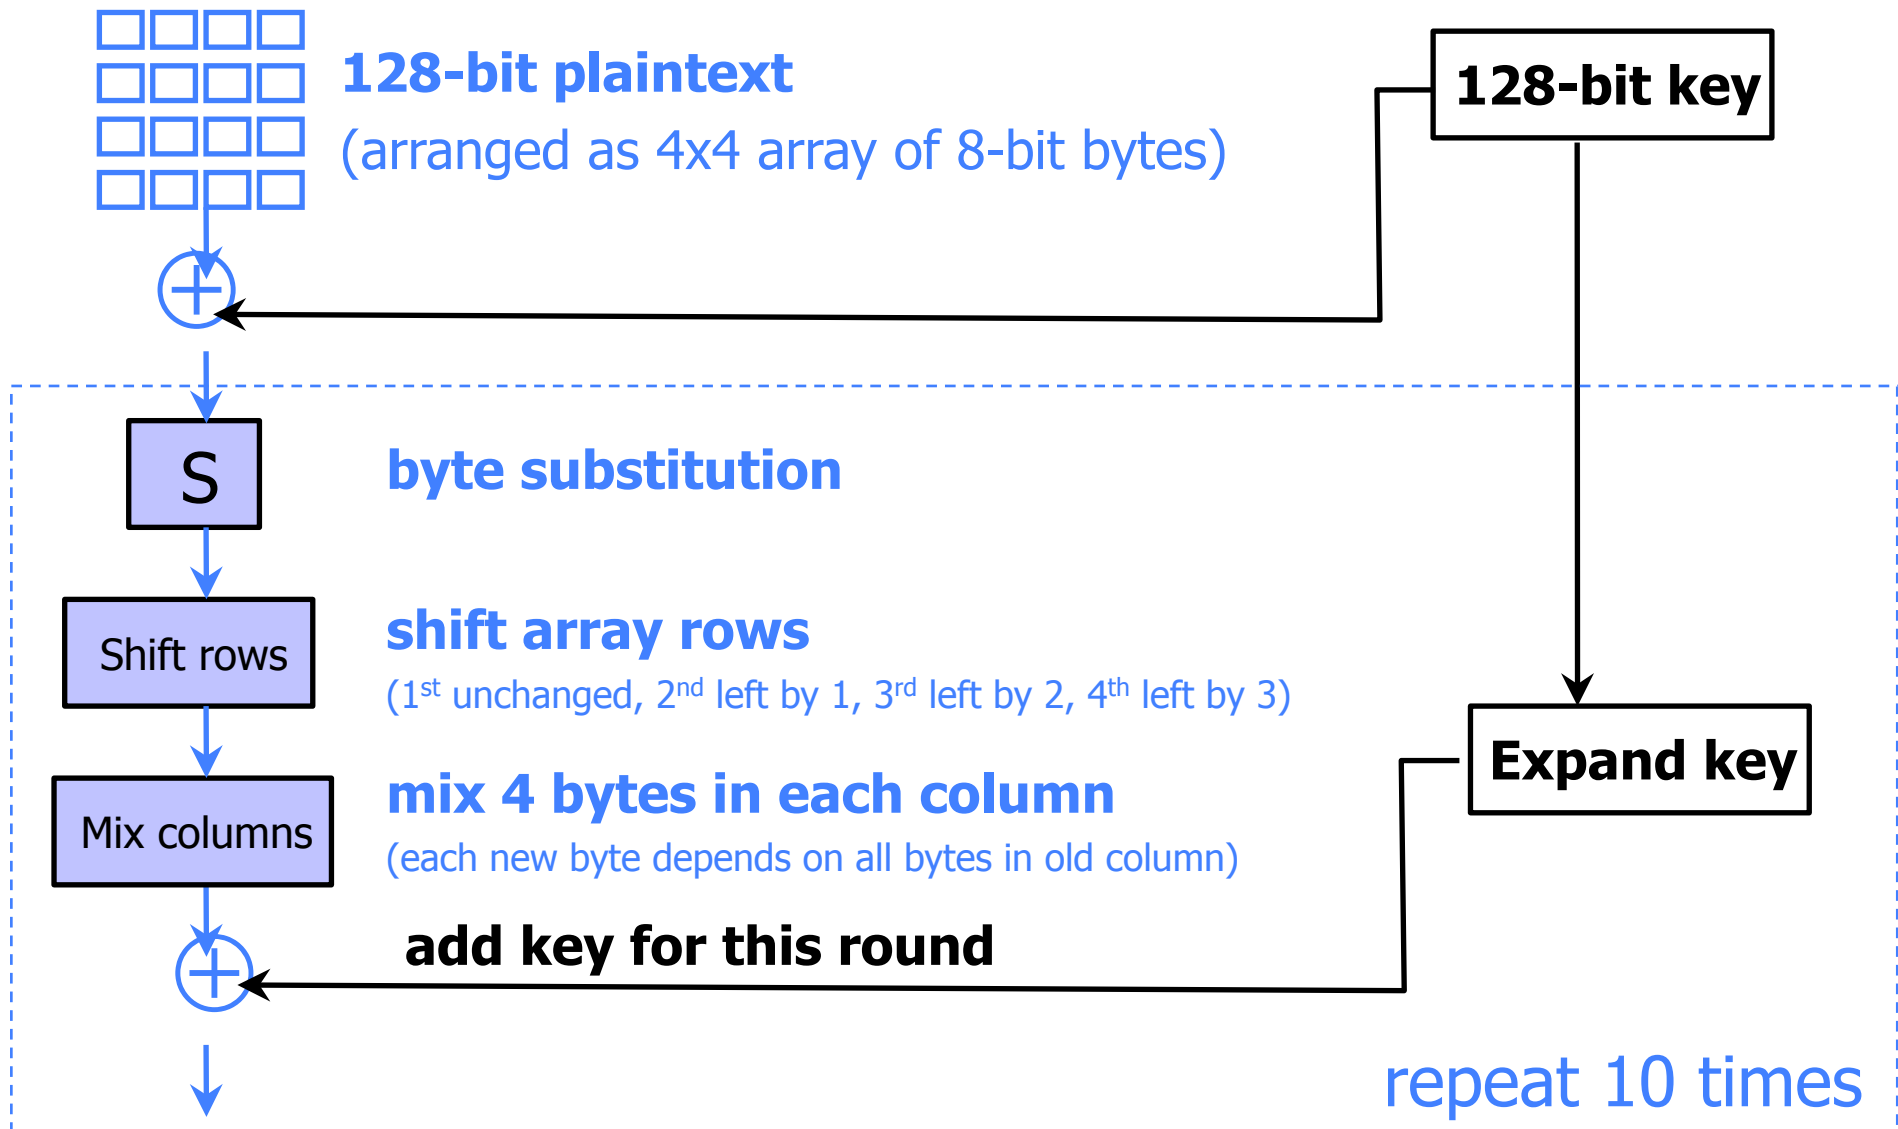 128-bit plaintext
(arranged as 4x4 array of 8-bit bytes)
128-bit key
S
byte substitution
Shift rows
shift array rows
(1st unchanged, 2nd left by 1, 3rd left by 2, 4th left by 3)
Expand key
Mix columns
mix 4 bytes in each column
(each new byte depends on all bytes in old column)
add key for this round
repeat 10 times